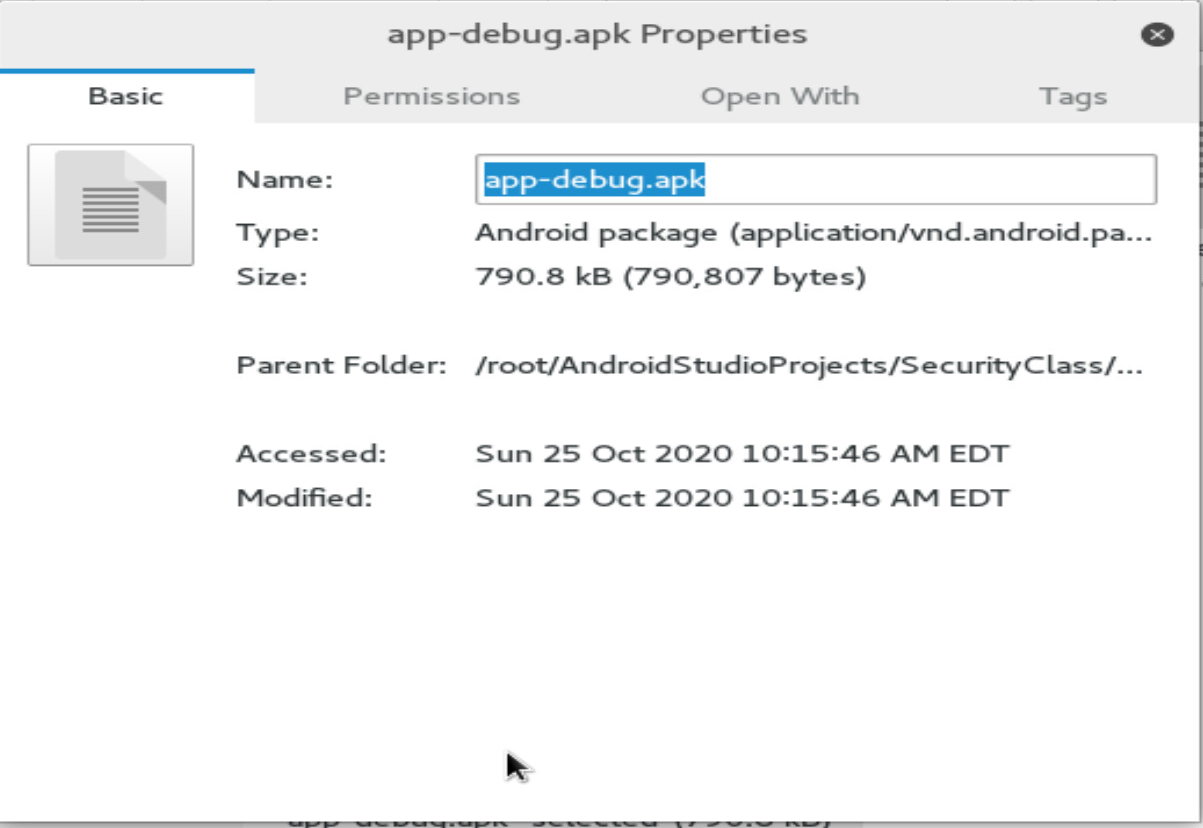 app-debug.apk Properties
Basic Permissions Open With Tags
Name: app-debug.apk
Type: Android package (application/vnd.android.pa...
Size: 790.8 kB (790,807 bytes)
Parent Folder: /root/AndroidStudioProjects/SecurityClass/...
Accessed: Sun 25 Oct 2020 10:15:46 AM EDT
Modified: Sun 25 Oct 2020 10:15:46 AM EDT